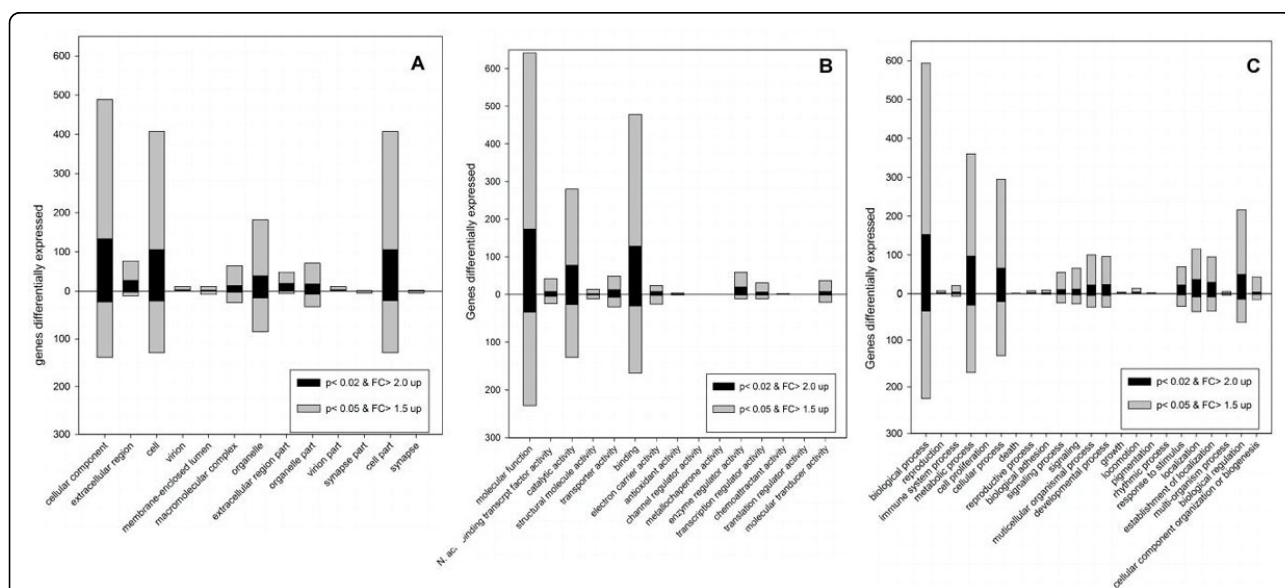 A
genes differentially expressed
600
500
400
300
200
100
0
100
200
300
p< 0.02 & FC> 2.0 up
p< 0.05 & FC> 1.5 up
cellular component
extracellular region
cell
virion
membrane-enclosed lumen
macromolecular complex
organelle
extracellular region part
organelle part
virion part
synapse part
cell part
synapse
B
Genes differentially expressed
600
500
400
300
200
100
0
100
200
300
p< 0.02 & FC> 2.0 up
p< 0.05 & FC> 1.5 up
molecular function
N. ac. binding transcrpt factor activity
catalytic activity
structural molecule activity
transporter activity
binding
electron carrier activity
antioxidant activity
channel regulator activity
metallochaperone activity
enzyme regulator activity
transcription regulator activity
chemoattractant activity
translation regulator activity
molecular transducer activity
C
Genes differentially expressed
600
500
400
300
200
100
0
100
200
300
p< 0.02 & FC> 2.0 up
p< 0.05 & FC> 1.5 up
biological process
reproduction
immune system process
metabolic process
cell proliferation
cellular process
death
reproductive process
biological adhesion
signaling process
signaling
muticellular organismal process
developmental process
growth
locomotion
pigmentation
rhythmic process
response to stimulus
localization
establishment of localization
multi-organism process
biological regulation
cellular component organization or biogenesis